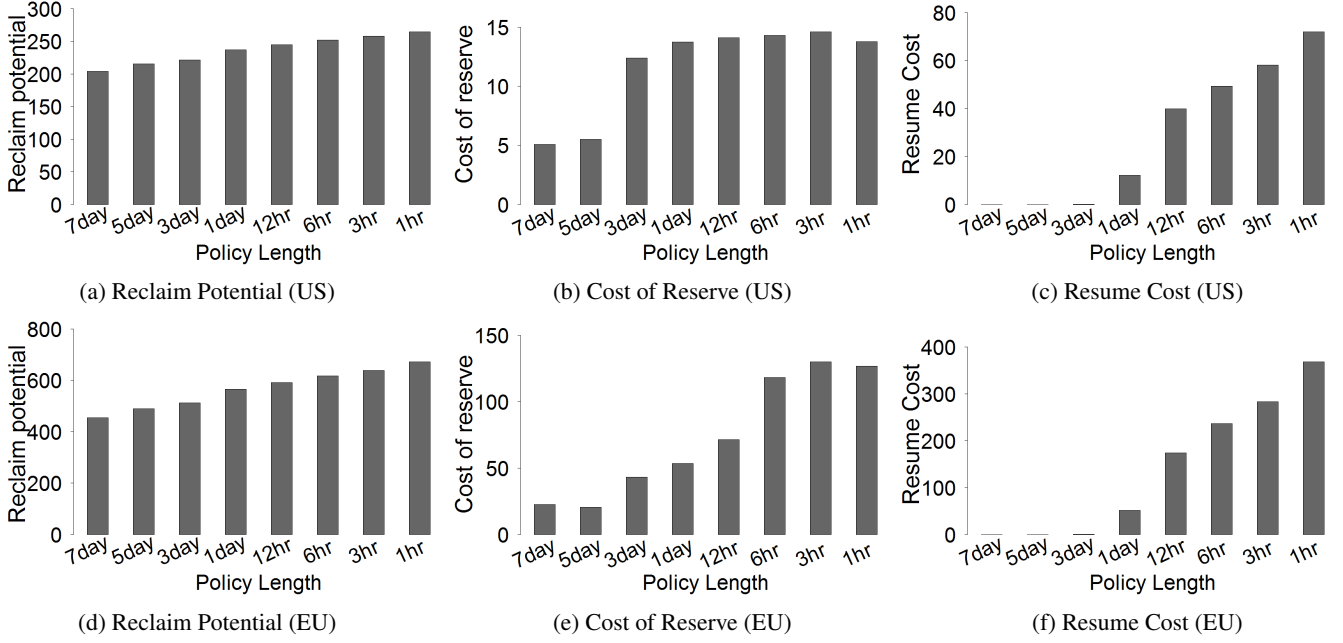 Reclaim potential
300
250
200
150
100
50
0
7day 5day 3day 1day 12hr 6hr 3hr 1hr
Policy Length
(a) Reclaim Potential (US)
Cost of reserve
15
10
5
0
7day 5day 3day 1day 12hr 6hr 3hr 1hr
Policy Length
(b) Cost of Reserve (US)
Resume Cost
80
60
40
20
0
7day 5day 3day 1day 12hr 6hr 3hr 1hr
Policy Length
(c) Resume Cost (US)
Reclaim potential
800
600
400
200
0
7day 5day 3day 1day 12hr 6hr 3hr 1hr
Policy Length
(d) Reclaim Potential (EU)
Cost of reserve
150
100
50
0
7day 5day 3day 1day 12hr 6hr 3hr 1hr
Policy Length
(e) Cost of Reserve (EU)
Resume Cost
400
300
200
100
0
7day 5day 3day 1day 12hr 6hr 3hr 1hr
Policy Length
(f) Resume Cost (EU)